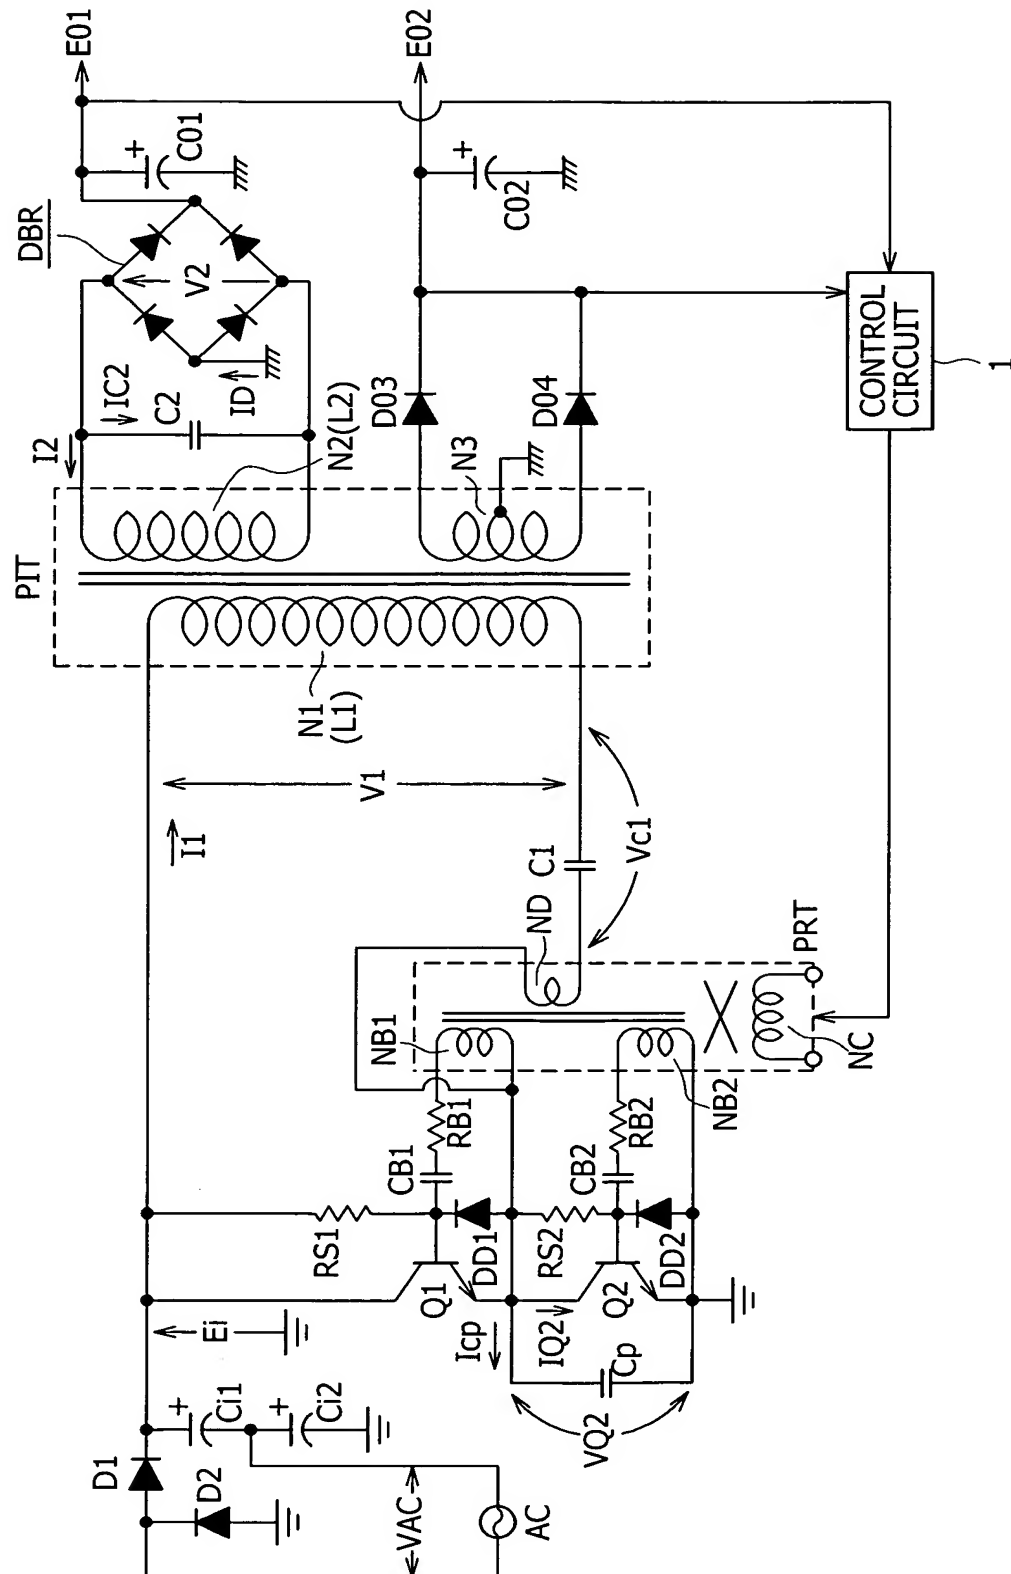 E01
E02
+
C01
+
C02
DBR
V2
ID
IC2
C2
I2
N2(L2)
D03
D04
N3
CONTROL
CIRCUIT
1
PIT
N1
(L1)
V1
I1
Vc1
C1
ND
PRT
NC
NB1
NB2
RB1
RB2
CB1
CB2
RS1
RS2
DD1
DD2
Q1
Q2
Icp
IQ2
Cp
VQ2
Ei
+
Ci1
+
Ci2
D1
D2
VAC
AC